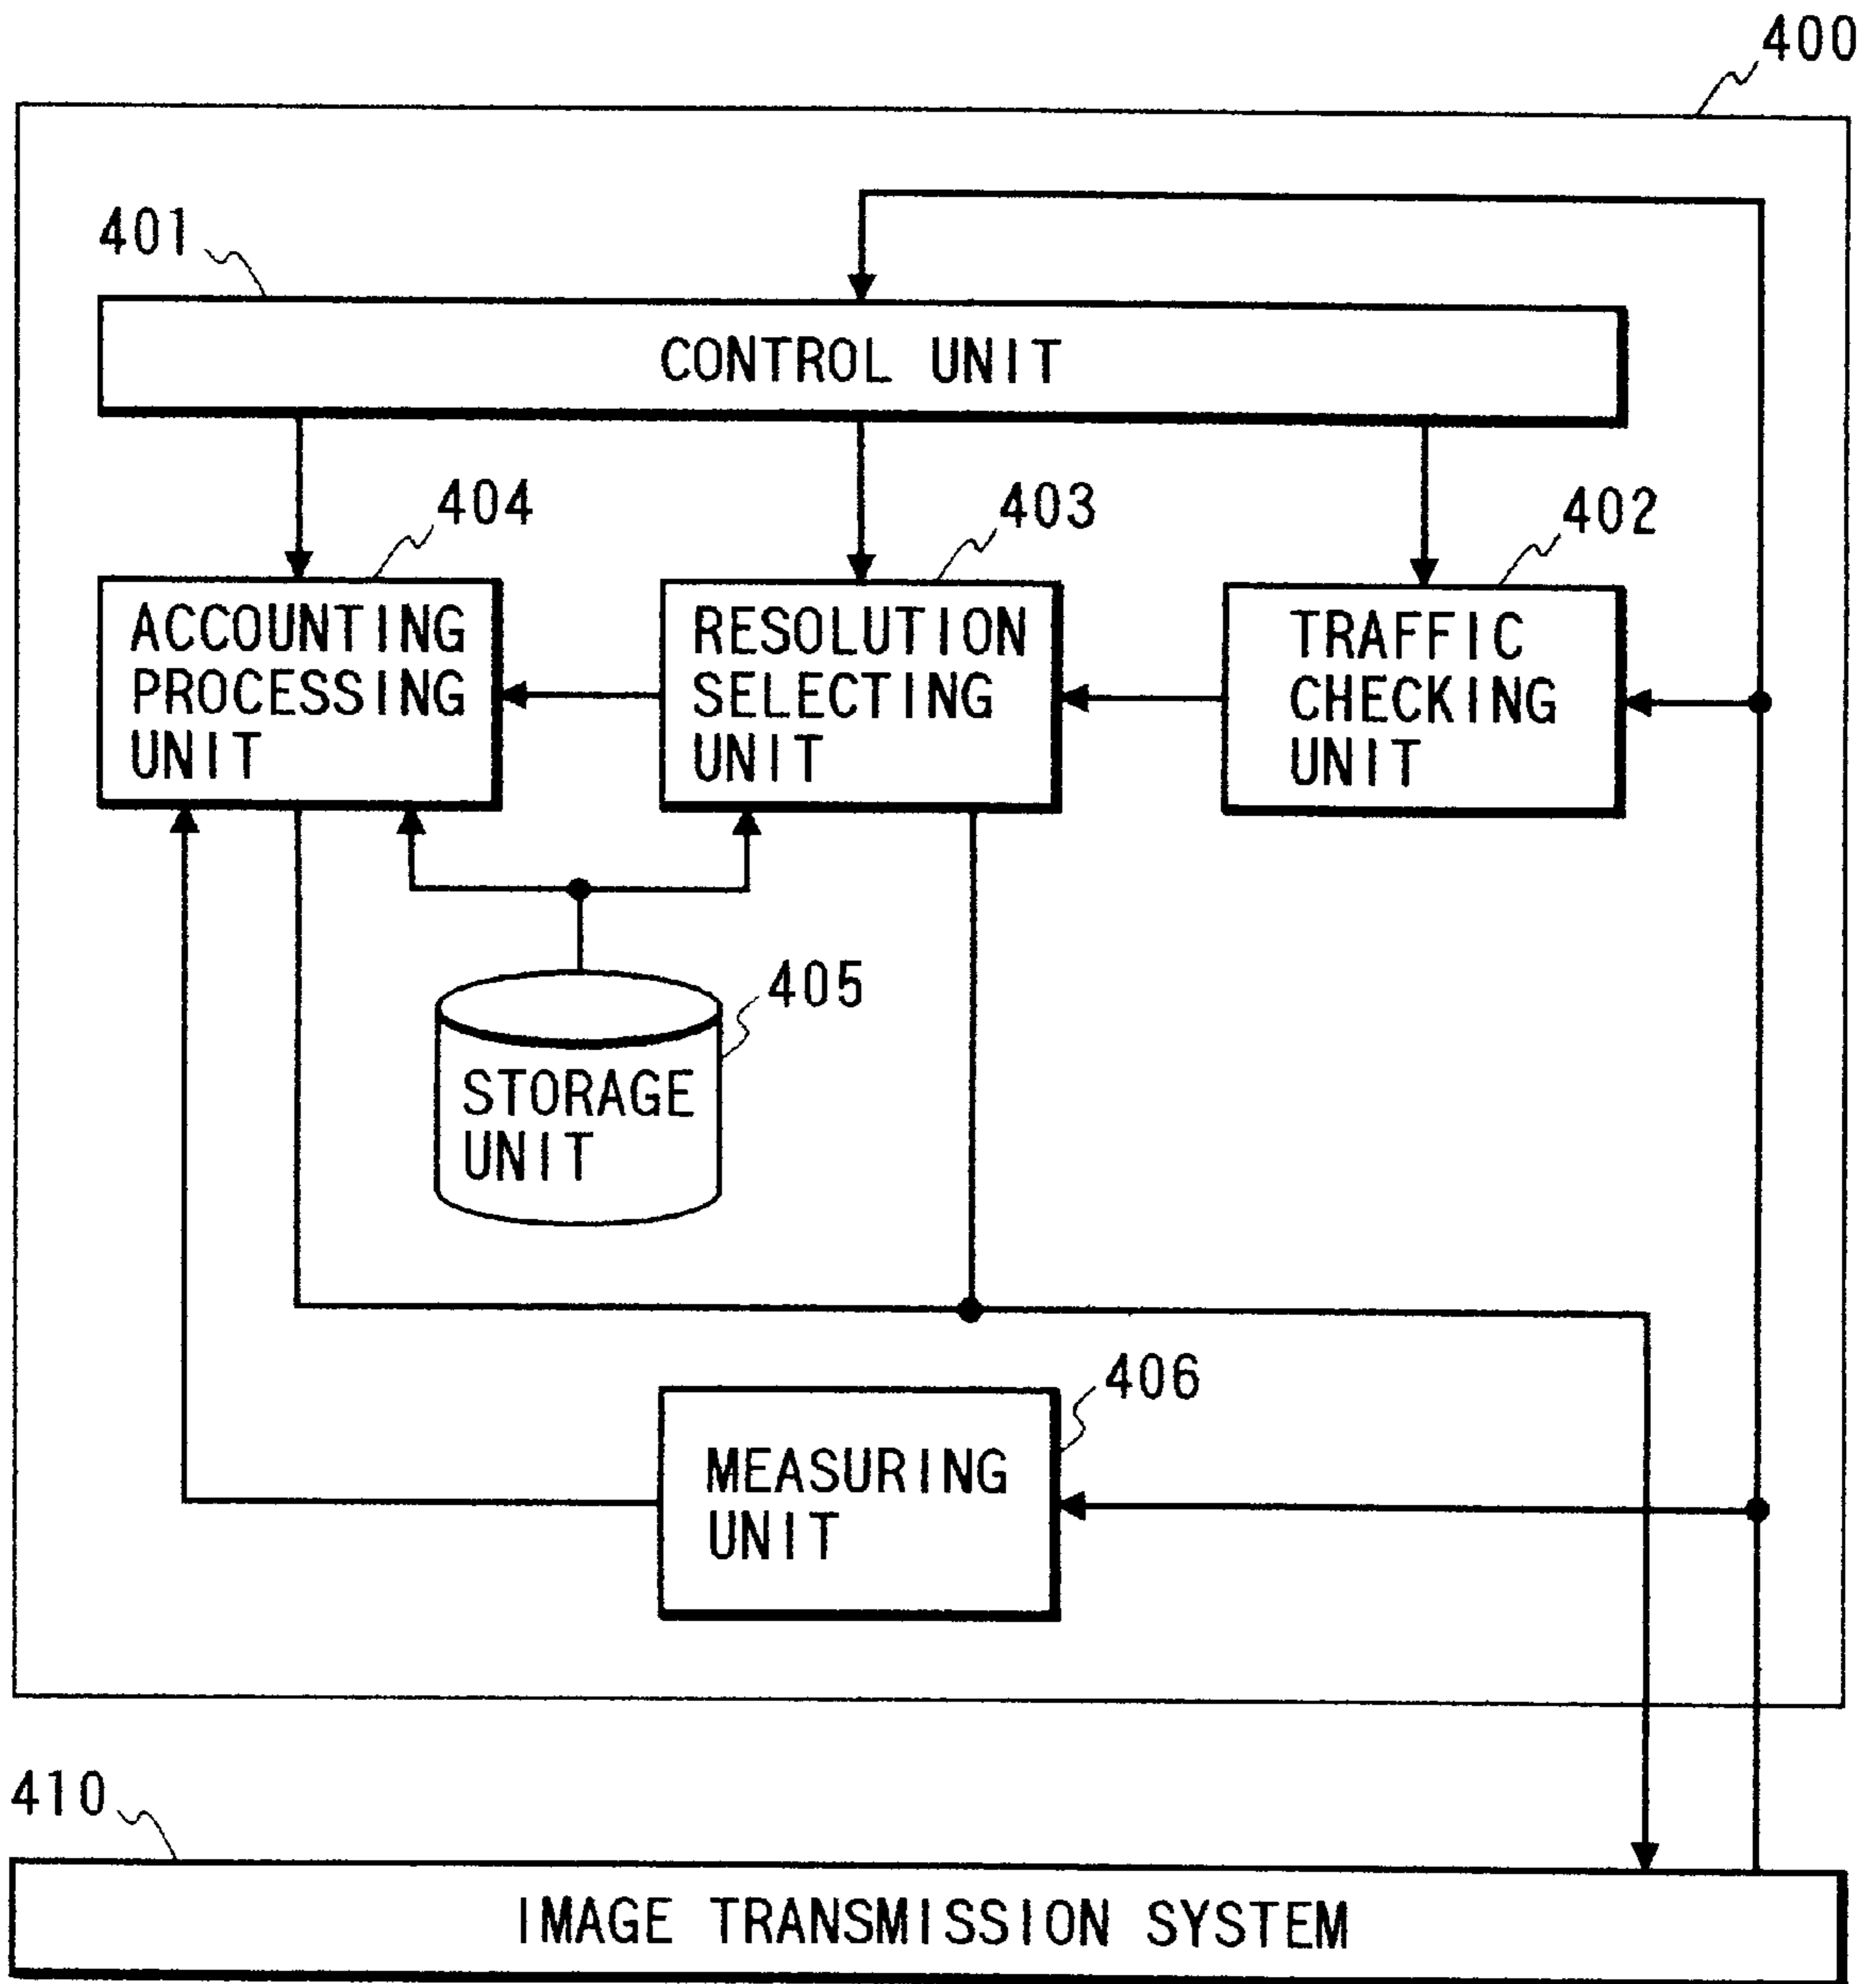 400
401
CONTROL UNIT
404
403
402
ACCOUNTING
PROCESSING
UNIT
RESOLUTION
SELECTING
UNIT
TRAFFIC
CHECKING
UNIT
405
STORAGE
UNIT
406
MEASURING
UNIT
410
IMAGE TRANSMISSION SYSTEM